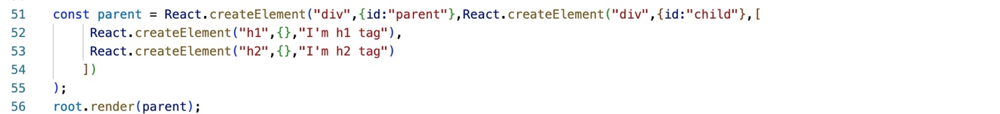 51 const parent = React.createElement("div",{id:"parent"},React.createElement("div",{id:"child"},[
52 React.createElement("h1",{},"I'm h1 tag"),
53 React.createElement("h2",{},"I'm h2 tag")
54 ])
55 );
56 root.render(parent);